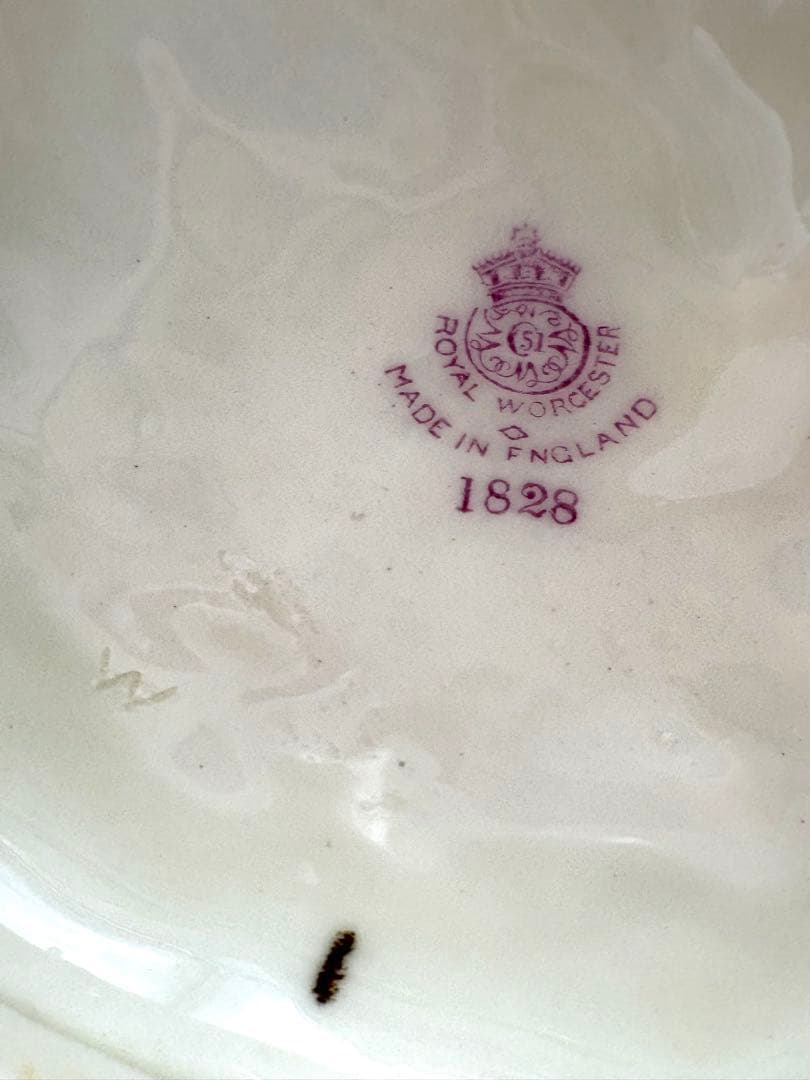 51
ROYAL WORCESTER
MADE IN ENGLAND
1828
W